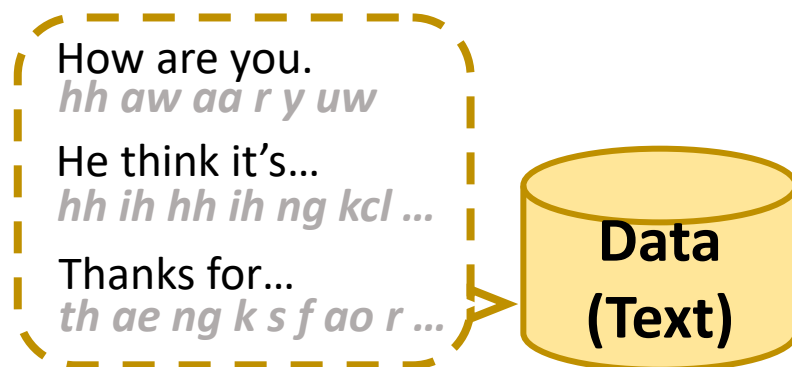 How are you.
hh aw aa r y uw
He think it's...
hh ih hh ih ng kcl ...
Thanks for...
th ae ng k s f ao r ...
Data
(Text)